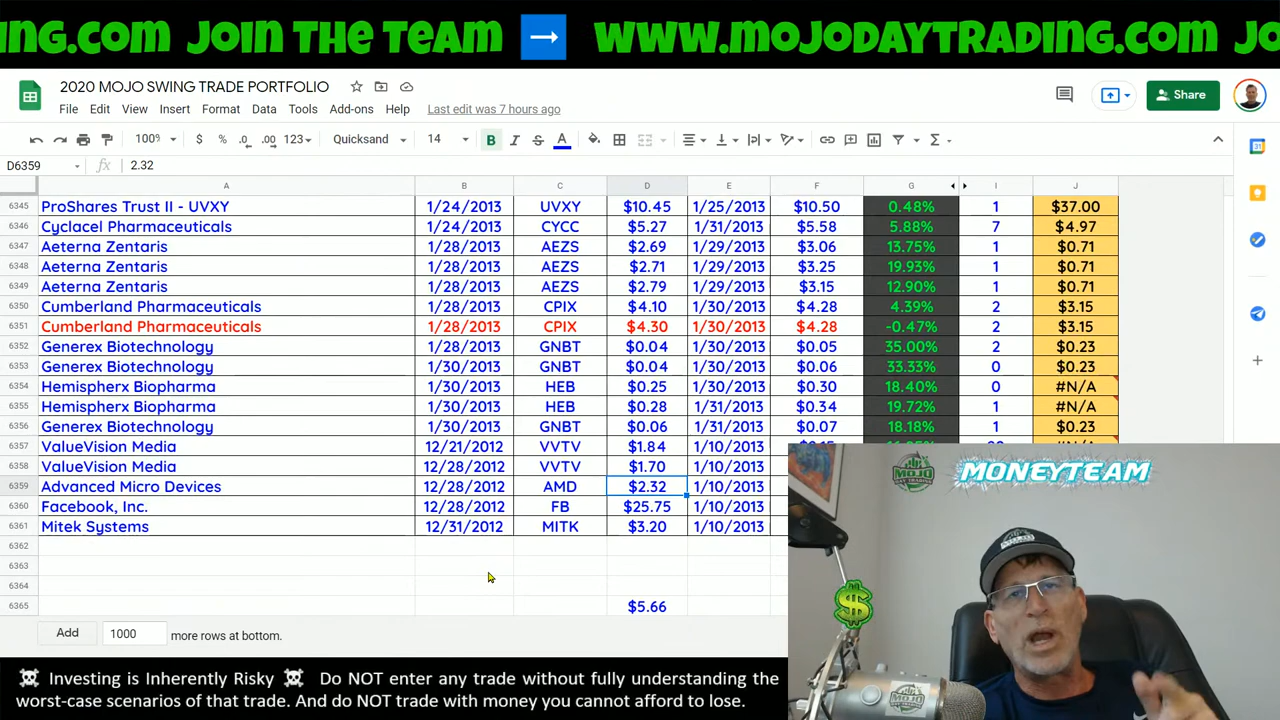 ing.com Join the Team ➡ www.mojodaytrading.com Jo
2020 MOJO SWING TRADE PORTFOLIO
File Edit View Insert Format Data Tools Add-ons Help Last edit was 7 hours ago
Share
100% $ % .0 .00 123 Quicksand 14 B I S A
D6359 fx 2.32
A B C D E F G I J
6345 ProShares Trust II - UVXY 1/24/2013 UVXY $10.45 1/25/2013 $10.50 0.48% 1 $37.00
6346 Cyclacel Pharmaceuticals 1/24/2013 CYCC $5.27 1/31/2013 $5.58 5.88% 7 $4.97
6347 Aeterna Zentaris 1/28/2013 AEZS $2.69 1/29/2013 $3.06 13.75% 1 $0.71
6348 Aeterna Zentaris 1/28/2013 AEZS $2.71 1/29/2013 $3.25 19.93% 1 $0.71
6349 Aeterna Zentaris 1/28/2013 AEZS $2.79 1/29/2013 $3.15 12.90% 1 $0.71
6350 Cumberland Pharmaceuticals 1/28/2013 CPIX $4.10 1/30/2013 $4.28 4.39% 2 $3.15
6351 Cumberland Pharmaceuticals 1/28/2013 CPIX $4.30 1/30/2013 $4.28 -0.47% 2 $3.15
6352 Generex Biotechnology 1/28/2013 GNBT $0.04 1/30/2013 $0.05 35.00% 2 $0.23
6353 Generex Biotechnology 1/30/2013 GNBT $0.04 1/30/2013 $0.06 33.33% 0 $0.23
6354 Hemispherx Biopharma 1/30/2013 HEB $0.25 1/30/2013 $0.30 18.40% 0 #N/A
6355 Hemispherx Biopharma 1/30/2013 HEB $0.28 1/31/2013 $0.34 19.72% 1 #N/A
6356 Generex Biotechnology 1/30/2013 GNBT $0.06 1/31/2013 $0.07 18.18% 1 $0.23
6357 ValueVision Media 12/21/2012 VVTV $1.84 1/10/2013
6358 ValueVision Media 12/28/2012 VVTV $1.70 1/10/2013
6359 Advanced Micro Devices 12/28/2012 AMD $2.32 1/10/2013
6360 Facebook, Inc. 12/28/2012 FB $25.75 1/10/2013
6361 Mitek Systems 12/31/2012 MITK $3.20 1/10/2013
6362
6363
6364
6365 $5.66
MOJO DAY TRADING MONEYTEAM
Add 1000 more rows at bottom.
☠ Investing is Inherently Risky ☠ Do NOT enter any trade without fully understanding the
worst-case scenarios of that trade. And do NOT trade with money you cannot afford to lose.